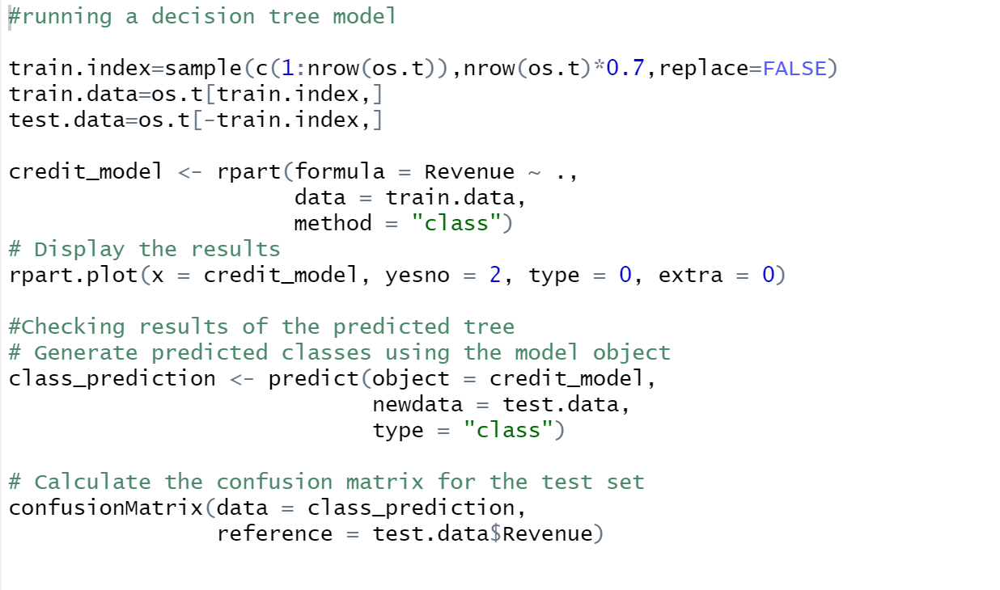 #running a decision tree model
train.index=sample(c(1:nrow(os.t)),nrow(os.t)*0.7,replace=FALSE)
train.data=os.t[train.index,]
test.data=os.t[-train.index,]
credit_model <- rpart(formula = Revenue ~ .,
data = train.data,
method = "class")
# Display the results
rpart.plot(x = credit_model, yesno = 2, type = 0, extra = 0)
#Checking results of the predicted tree
# Generate predicted classes using the model object
class_prediction <- predict(object = credit_model,
newdata = test.data,
type = "class")
# Calculate the confusion matrix for the test set
confusionMatrix(data = class_prediction,
reference = test.data$Revenue)